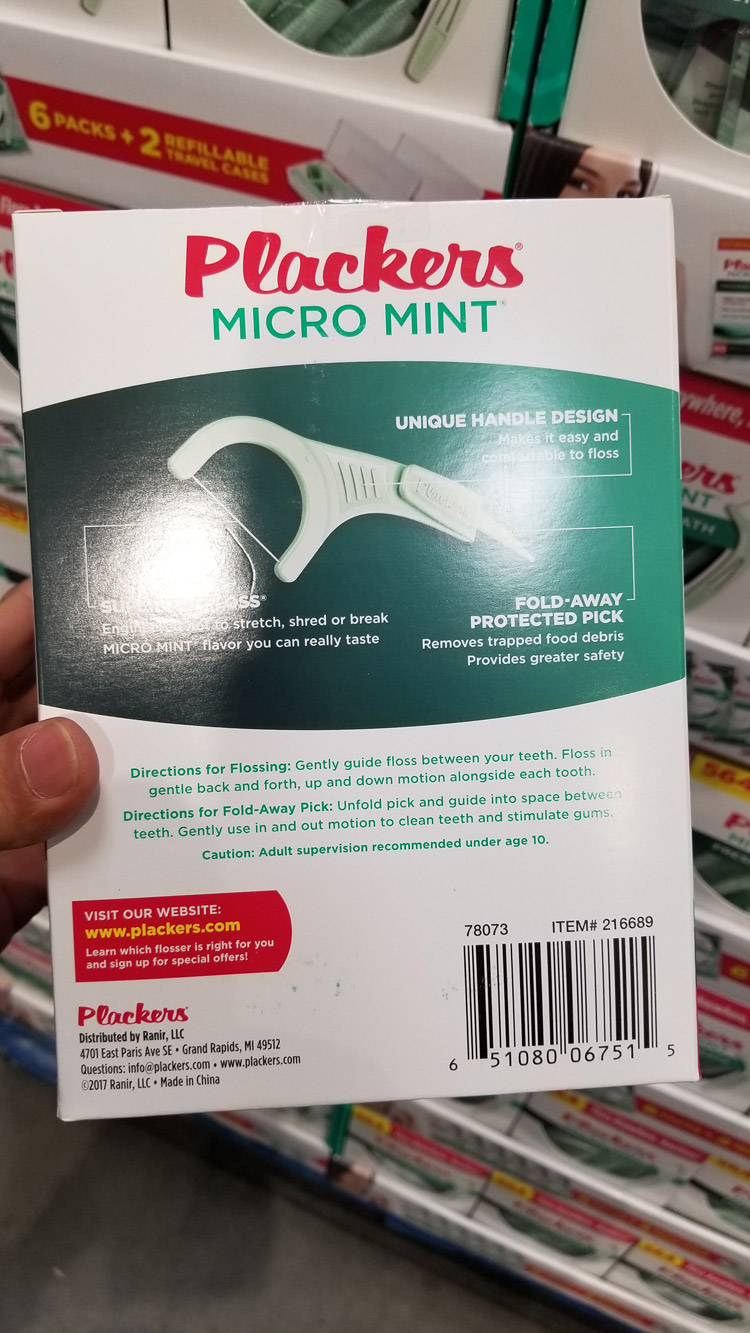 6 PACKS + 2 REFILLABLE
TRAVEL CASES
Plackers®
MICRO MINT
UNIQUE HANDLE DESIGN
Makes it easy and
comfortable to floss
Plackers
to stretch, shred or break
MICRO MINT flavor you can really taste
FOLD-AWAY
PROTECTED PICK
Removes trapped food debris
Provides greater safety
Directions for Flossing: Gently guide floss between your teeth. Floss in
gentle back and forth, up and down motion alongside each tooth.
Directions for Fold-Away Pick: Unfold pick and guide into space between
teeth. Gently use in and out motion to clean teeth and stimulate gums.
Caution: Adult supervision recommended under age 10.
VISIT OUR WEBSITE:
www.plackers.com
Learn which flosser is right for you
and sign up for special offers!
Plackers
Distributed by Ranir, LLC
4701 East Paris Ave SE • Grand Rapids, MI 49512
Questions: info@plackers.com • www.plackers.com
©2017 Ranir, LLC • Made in China
78073 ITEM# 216689
6 51080 06751 5